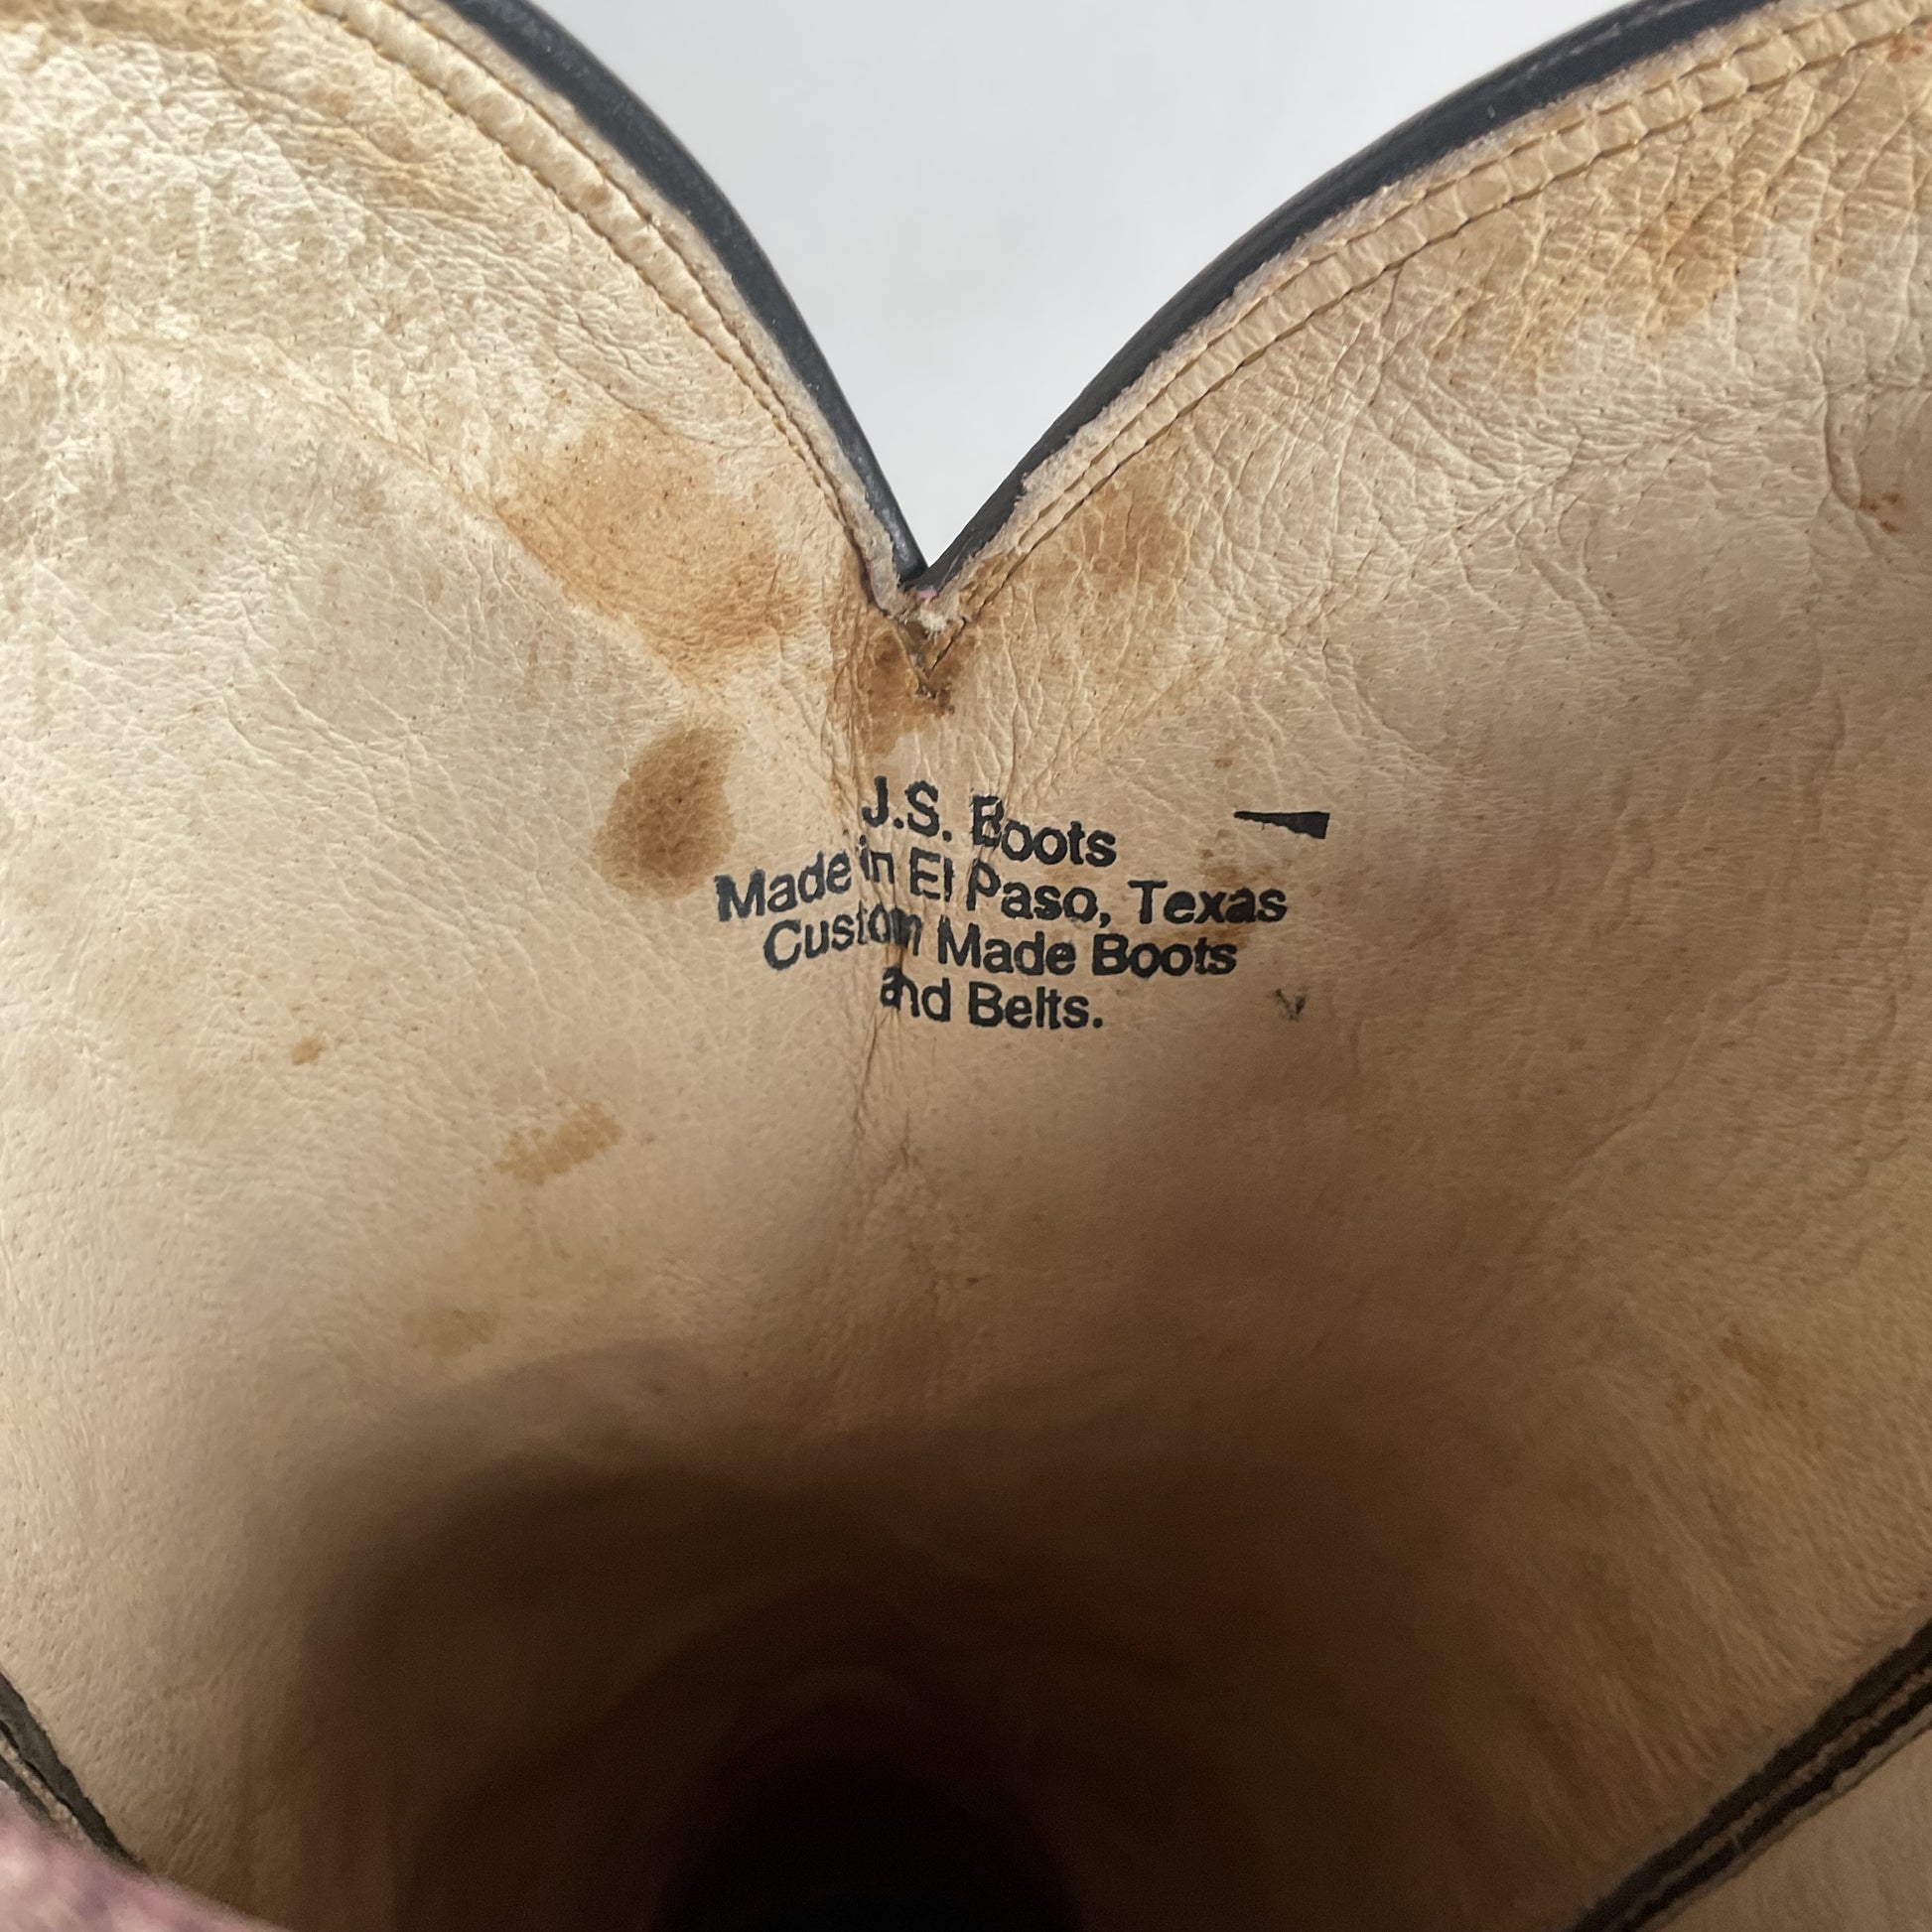 J.S. Boots
Made in El Paso, Texas
Custom Made Boots
and Belts.